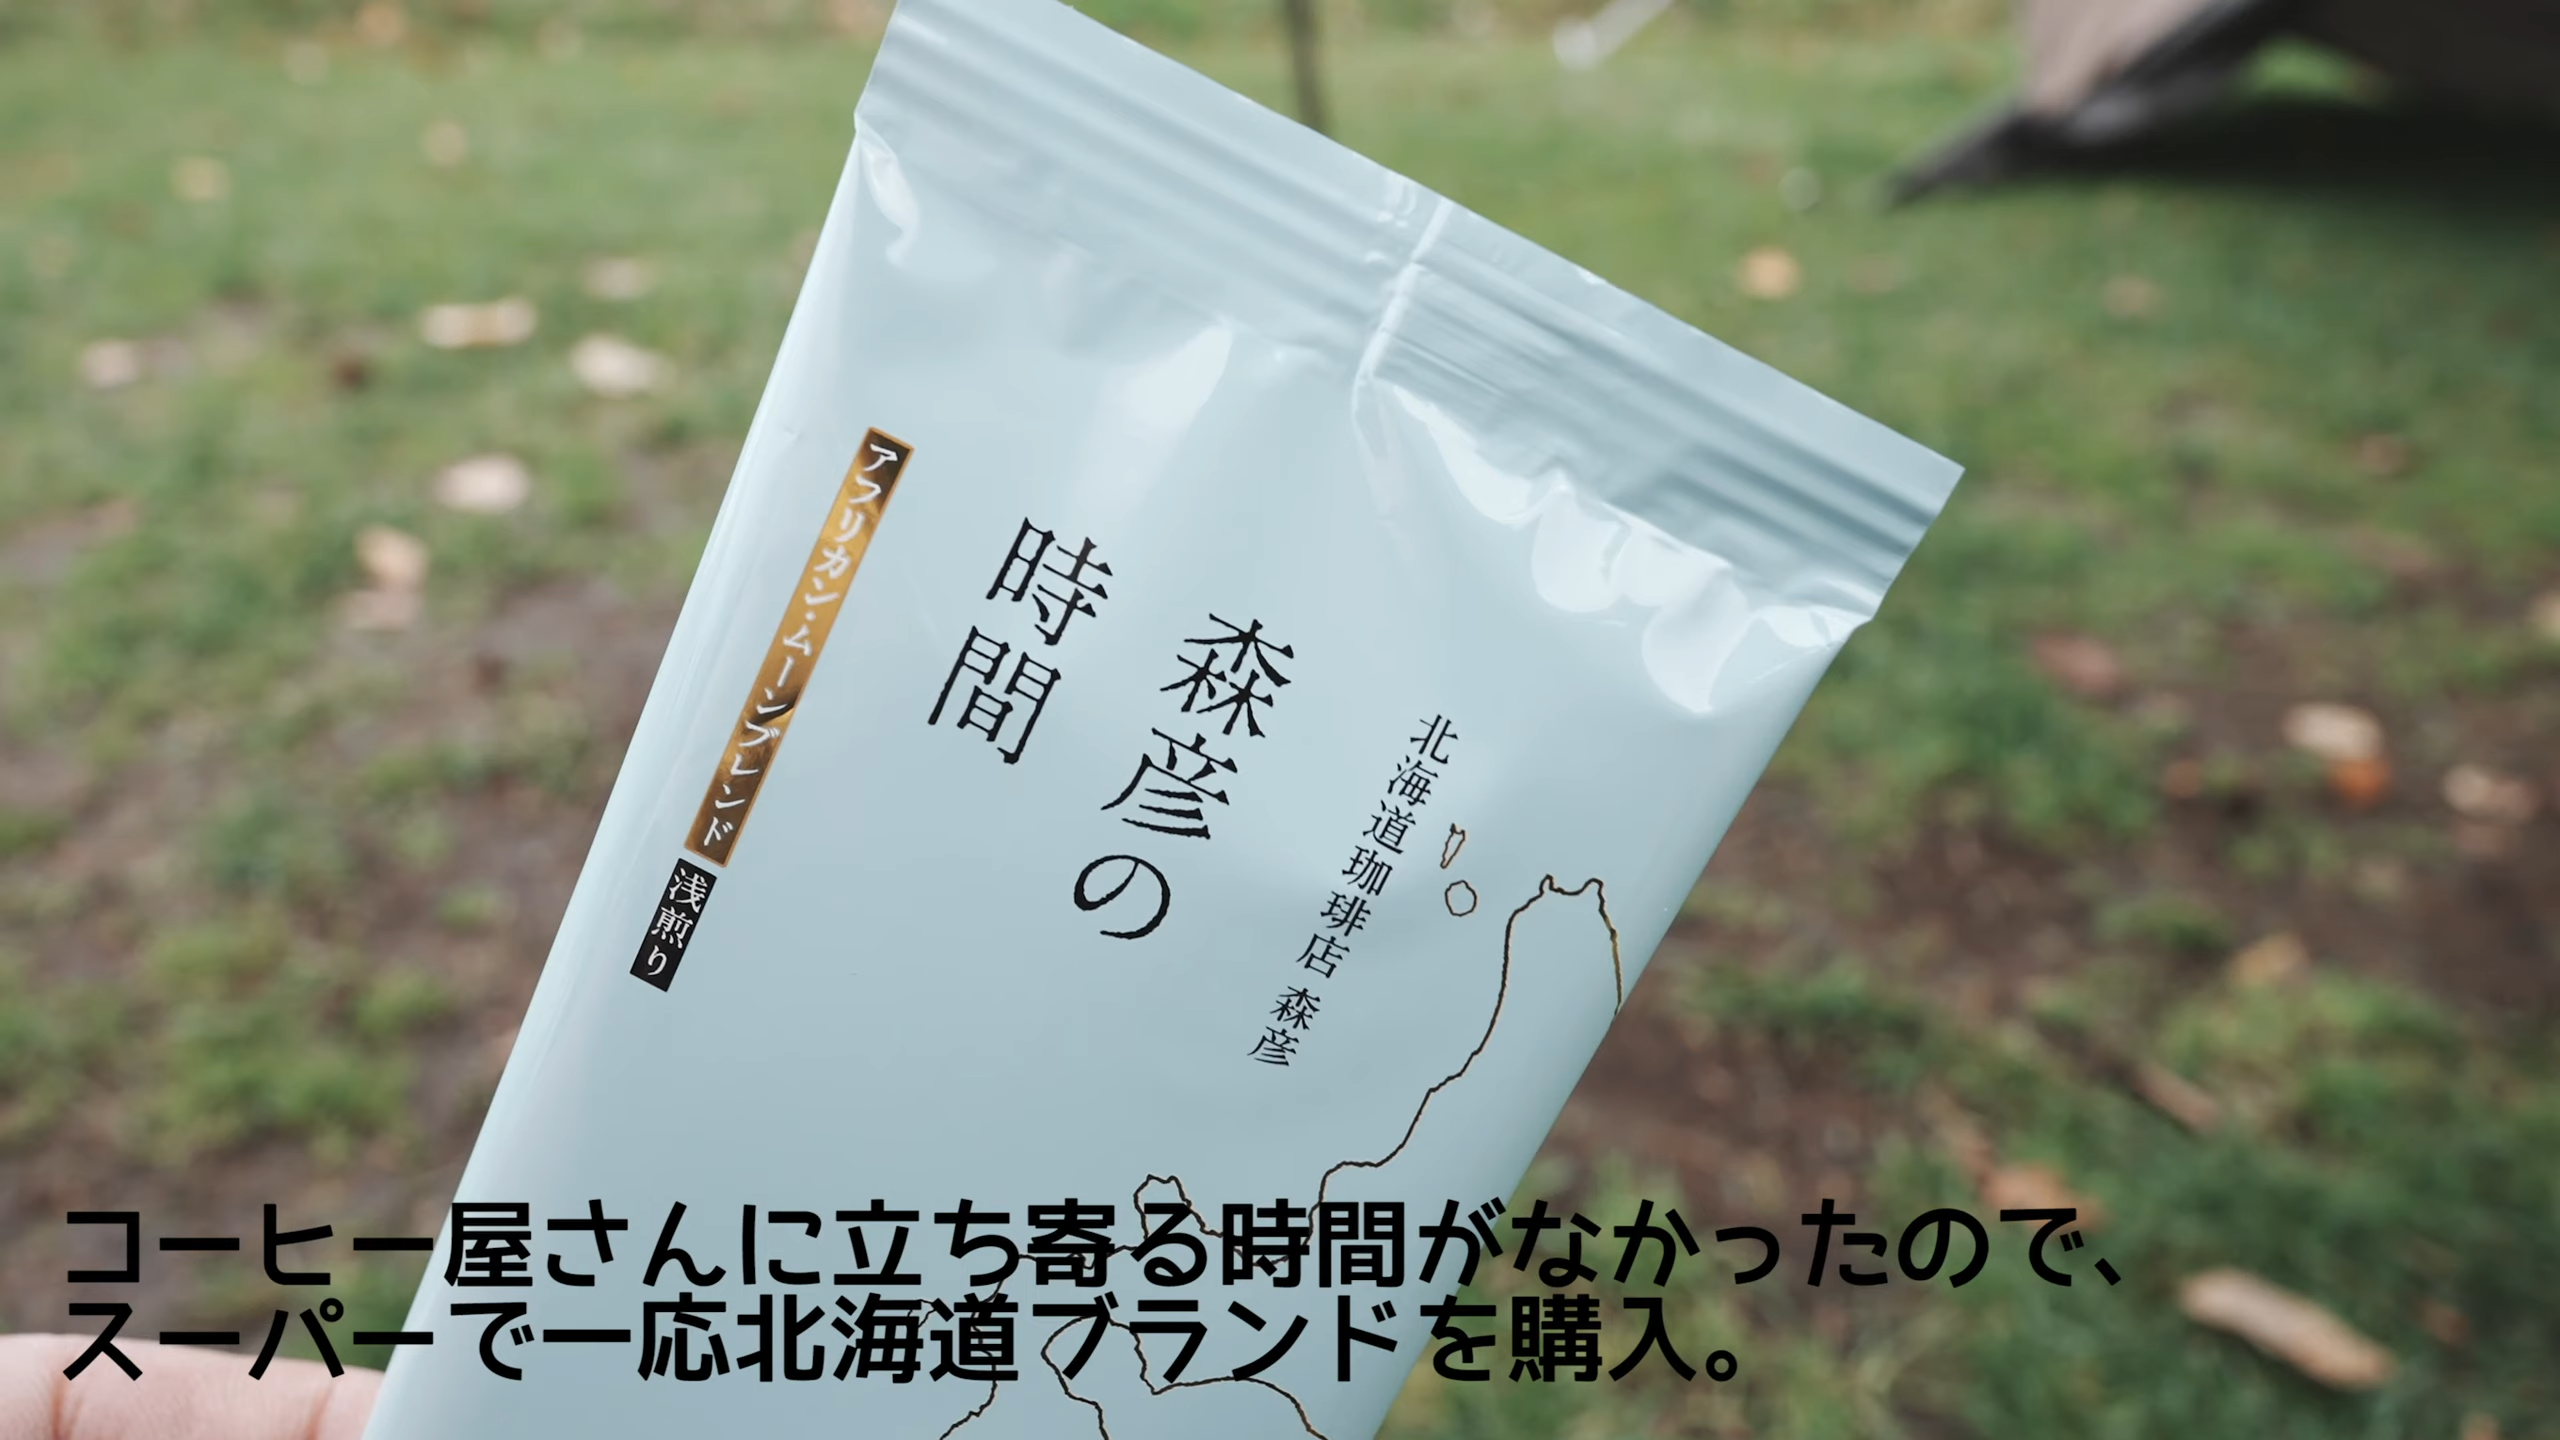 北海道珈琲店 森彦
森彦の
時間
アフリカン・ムーンブレンド
浅煎り
コーヒー屋さんに立ち寄る時間がなかったので、
スーパーで一応北海道ブランドを購入。